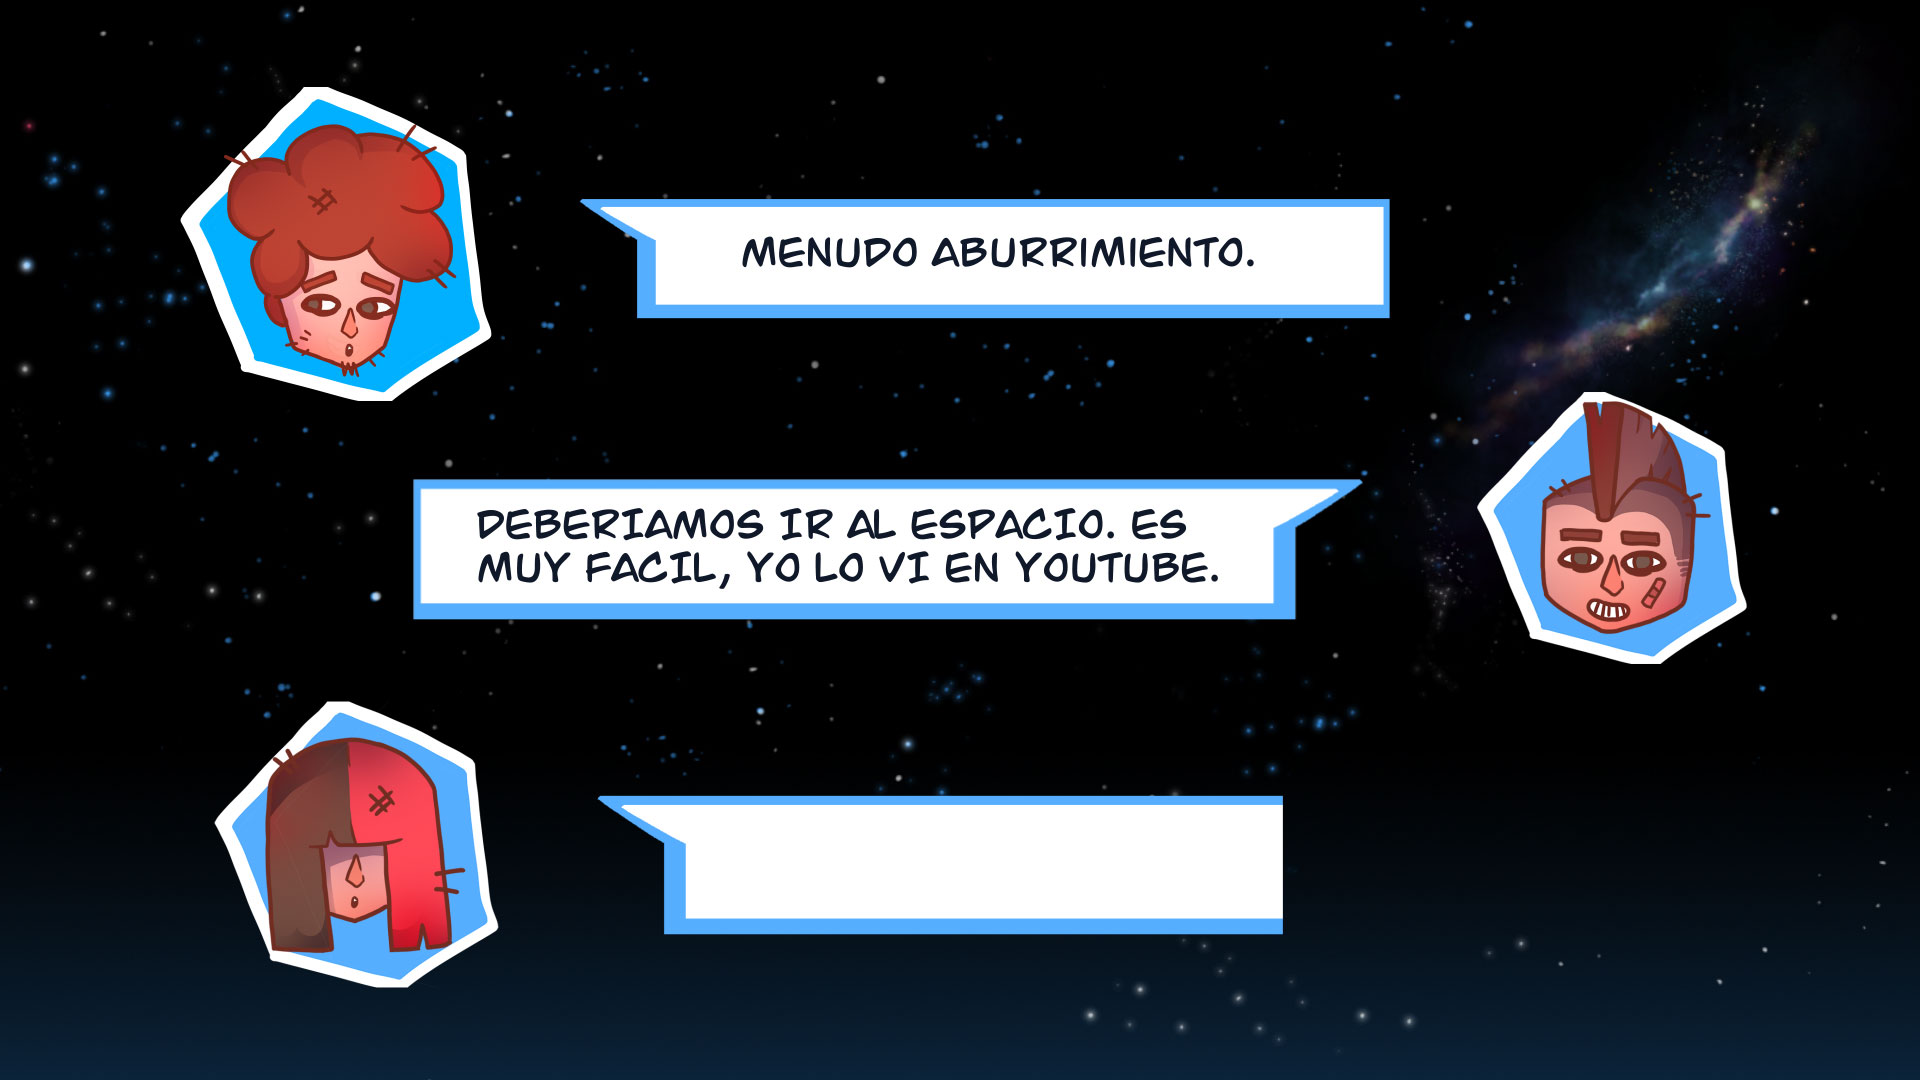 MENUDO ABURRIMIENTO.
DEBERIAMOS IR AL ESPACIO. ES
MUY FACIL, YO LO VI EN YOUTUBE.